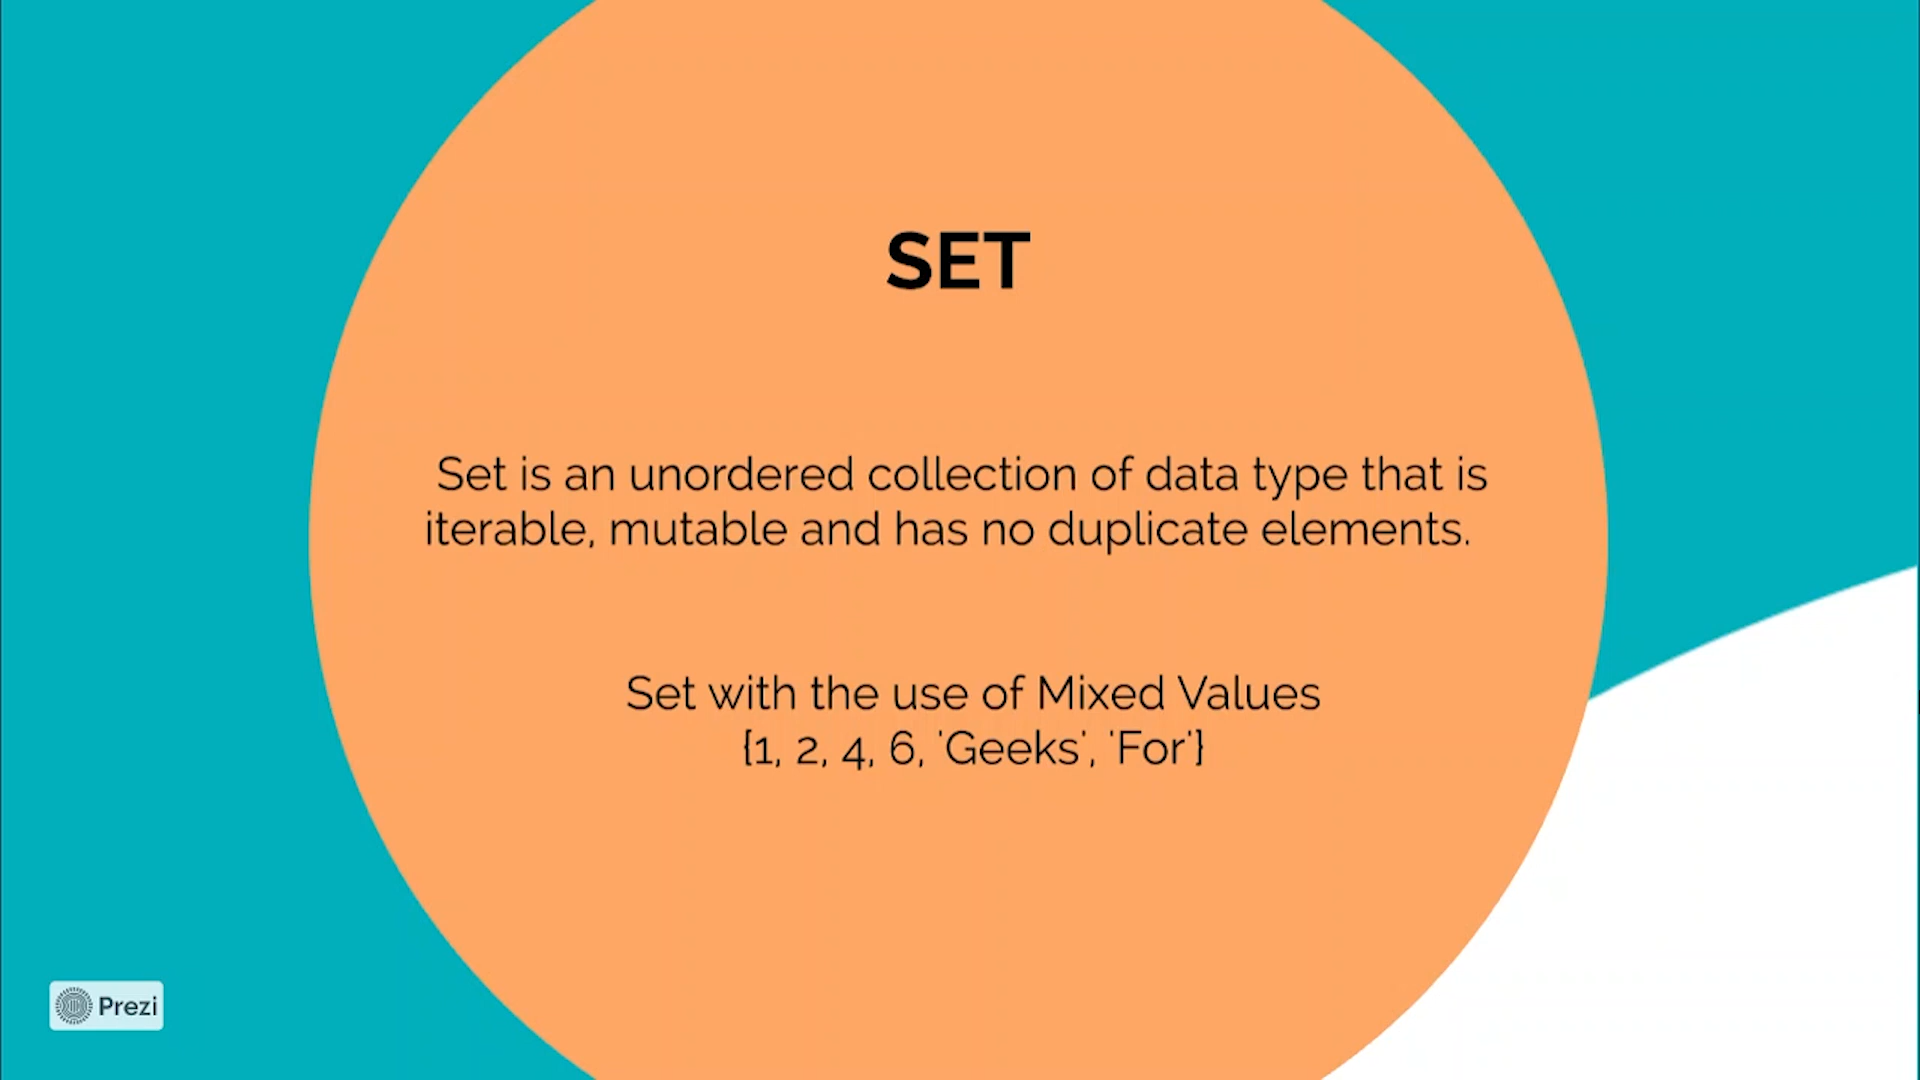 SET
Set is an unordered collection of data type that is
iterable, mutable and has no duplicate elements.
Set with the use of Mixed Values
{1, 2, 4, 6, 'Geeks', 'For'}
Prezi